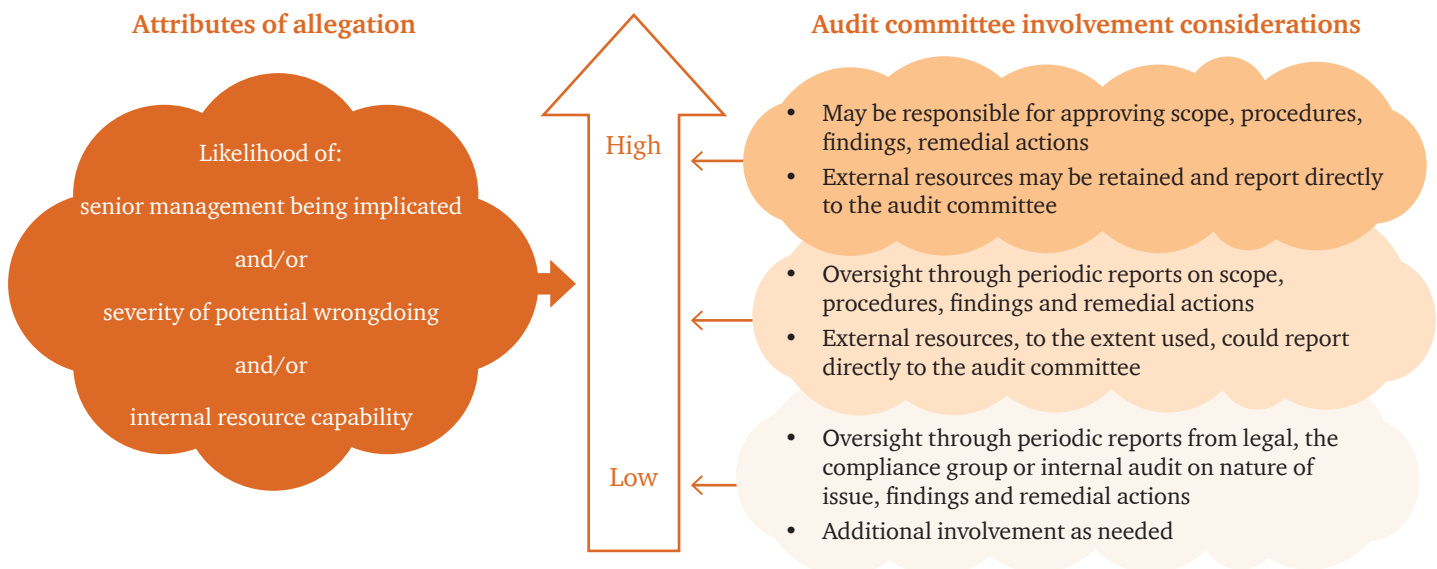 Attributes of allegation
Likelihood of:
senior management being implicated
and/or
severity of potential wrongdoing
and/or
internal resource capability
High
Low
Audit committee involvement considerations
• May be responsible for approving scope, procedures,
findings, remedial actions
• External resources may be retained and report directly
to the audit committee
• Oversight through periodic reports on scope,
procedures, findings and remedial actions
• External resources, to the extent used, could report
directly to the audit committee
• Oversight through periodic reports from legal, the
compliance group or internal audit on nature of
issue, findings and remedial actions
• Additional involvement as needed